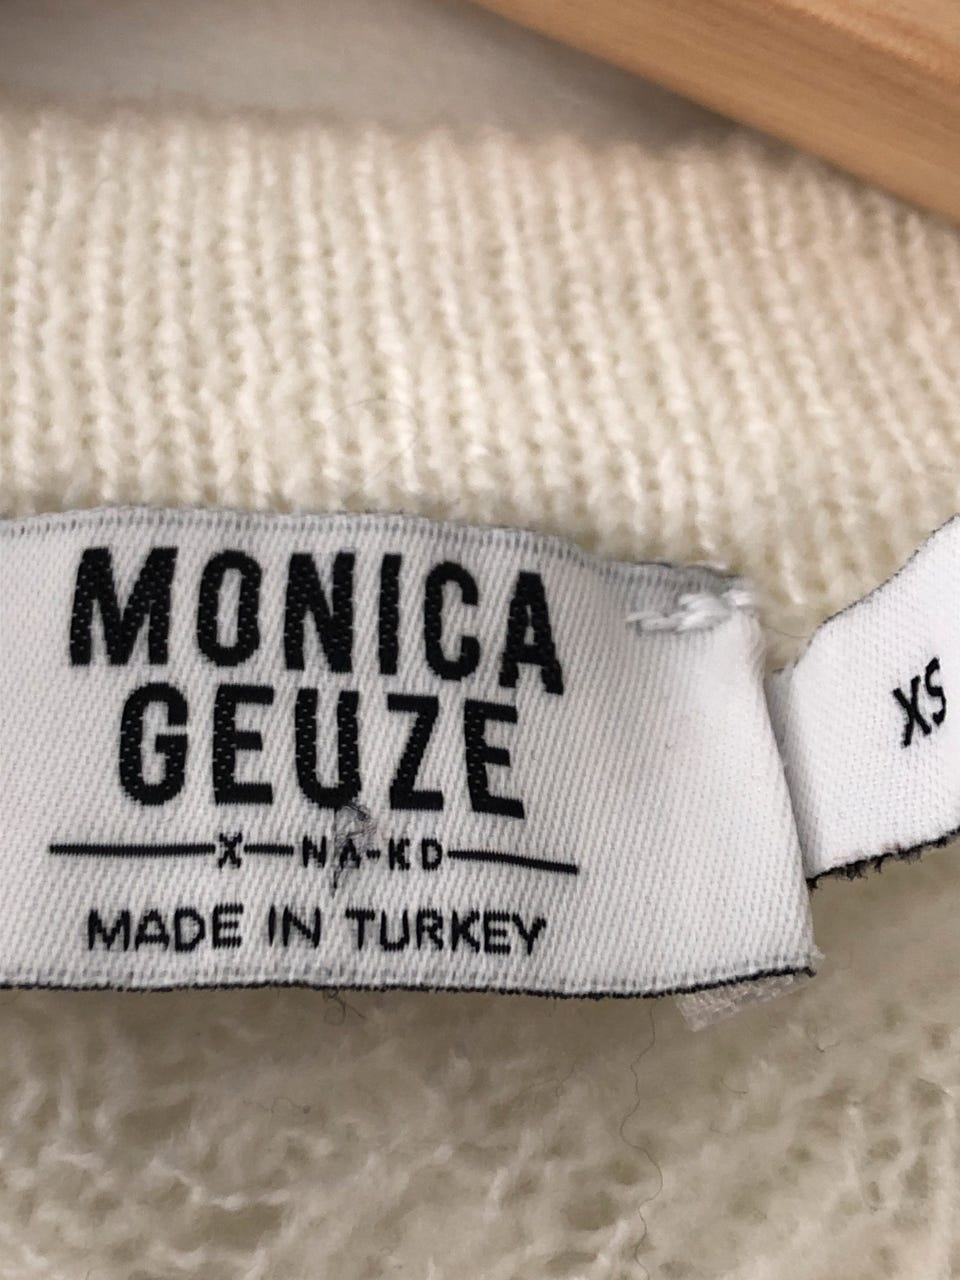 MONICA
GEUZE
X—NA-KD
MADE IN TURKEY
XS